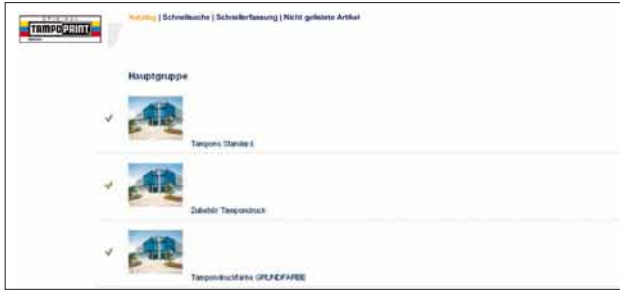 TAMPOPRINT
Katalog | Schnellsuche | Schnellerfassung | Nicht gelistete Artikel
Hauptgruppe
Tampons Standard
Zubehör Tampondruck
Tampondruckfarbe GRUNDFARBE